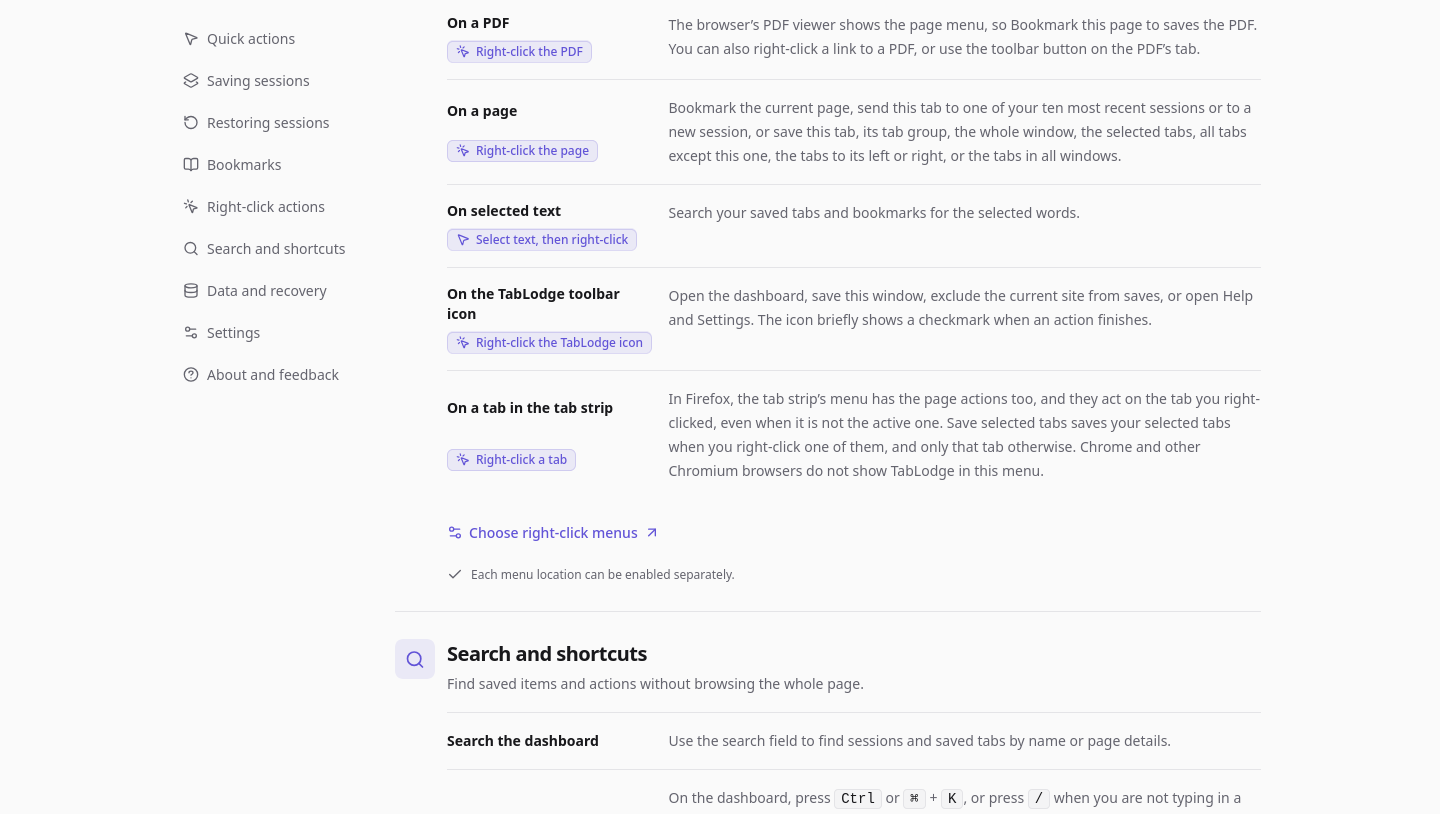 Quick actions
Saving sessions
Restoring sessions
Bookmarks
Right-click actions
Search and shortcuts
Data and recovery
Settings
About and feedback
On a PDF
Right-click the PDF
The browser’s PDF viewer shows the page menu, so Bookmark this page to saves the PDF.
You can also right-click a link to a PDF, or use the toolbar button on the PDF’s tab.
On a page
Right-click the page
Bookmark the current page, send this tab to one of your ten most recent sessions or to a
new session, or save this tab, its tab group, the whole window, the selected tabs, all tabs
except this one, the tabs to its left or right, or the tabs in all windows.
On selected text
Select text, then right-click
Search your saved tabs and bookmarks for the selected words.
On the TabLodge toolbar
icon
Right-click the TabLodge icon
Open the dashboard, save this window, exclude the current site from saves, or open Help
and Settings. The icon briefly shows a checkmark when an action finishes.
On a tab in the tab strip
Right-click a tab
In Firefox, the tab strip’s menu has the page actions too, and they act on the tab you right-
clicked, even when it is not the active one. Save selected tabs saves your selected tabs
when you right-click one of them, and only that tab otherwise. Chrome and other
Chromium browsers do not show TabLodge in this menu.
Choose right-click menus
Each menu location can be enabled separately.
Search and shortcuts
Find saved items and actions without browsing the whole page.
Search the dashboard
Use the search field to find sessions and saved tabs by name or page details.
On the dashboard, press Ctrl or ⌘ + K, or press / when you are not typing in a